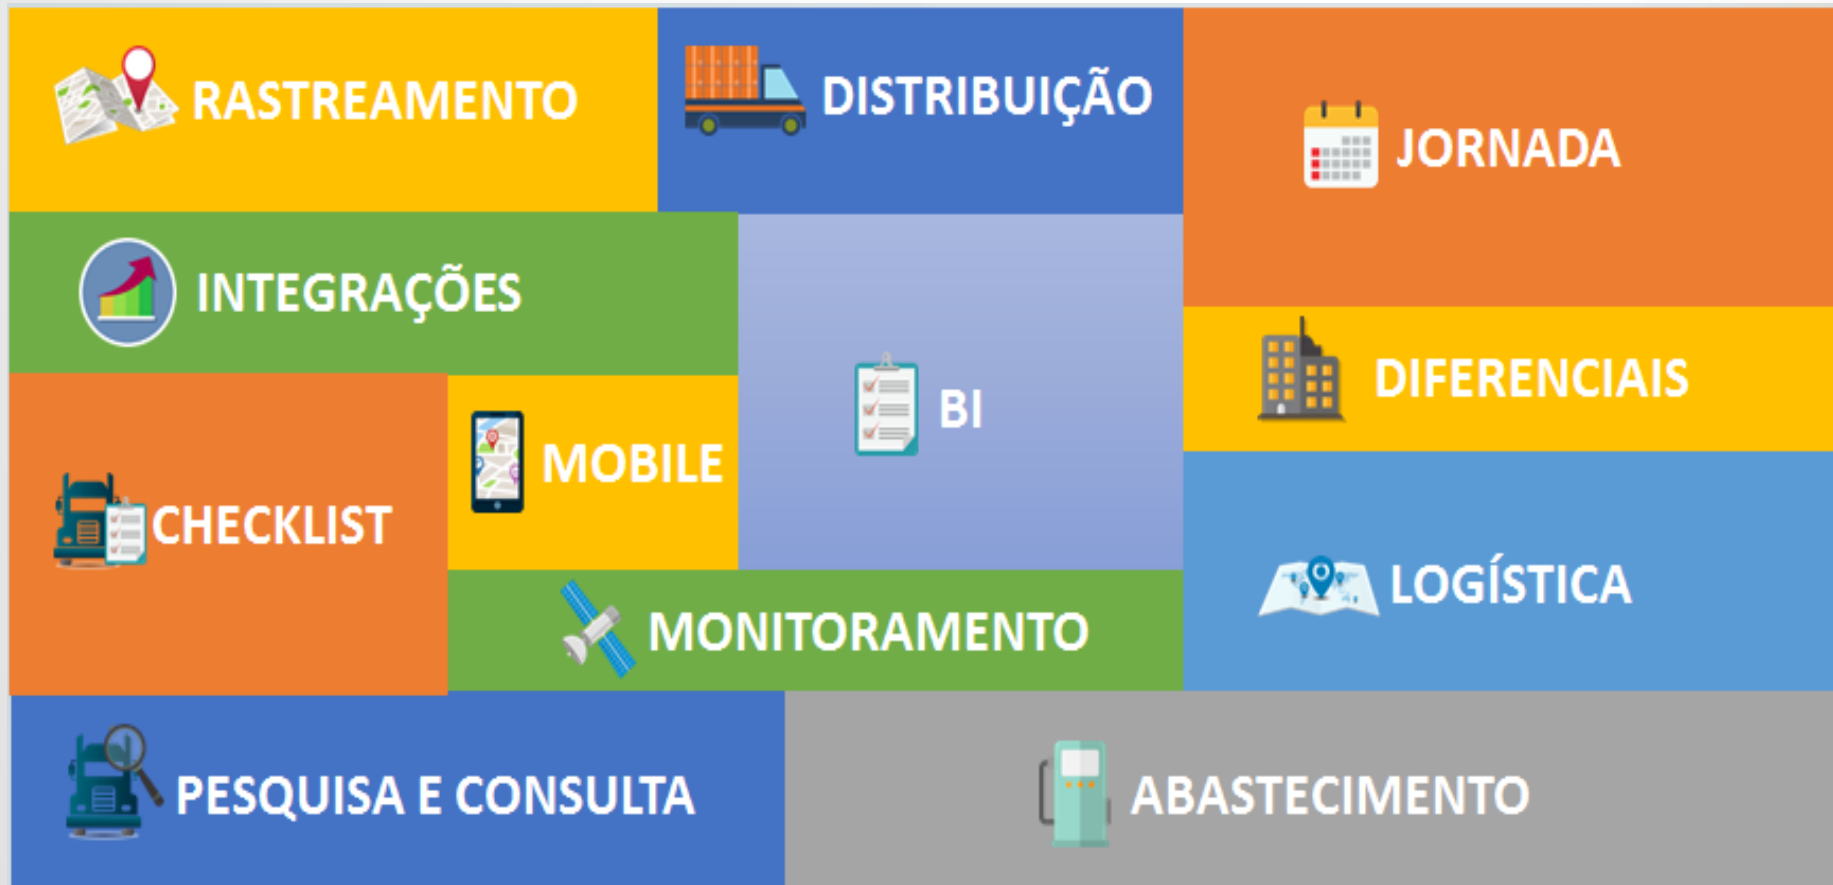 RASTREAMENTO
DISTRIBUIÇÃO
JORNADA
INTEGRAÇÕES
BI
DIFERENCIAIS
CHECKLIST
MOBILE
MONITORAMENTO
LOGÍSTICA
PESQUISA E CONSULTA
ABASTECIMENTO